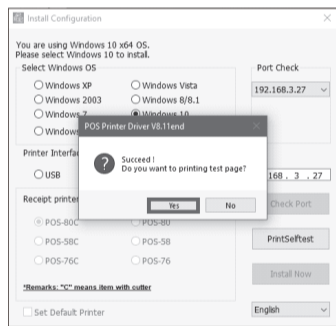 Install Configuration
You are using Windows 10 x64 OS.
Please select Windows 10 to install.
Select Windows OS
Port Check
Windows XP
Windows Vista
192.168.3.27
Windows 2003
Windows 8/8.1
Windows 7
Windows 10
Windows
POS Printer Driver V8.11end
Succeed !
Do you want to printing test page?
Yes
No
Printer Interfac
USB
168 . 3 . 27
Receipt printer
Check Port
POS-80C
POS-80
POS-58C
POS-58
PrintSelftest
POS-76C
POS-76
Install Now
*Remarks: "C" means item with cutter
Set Default Printer
English